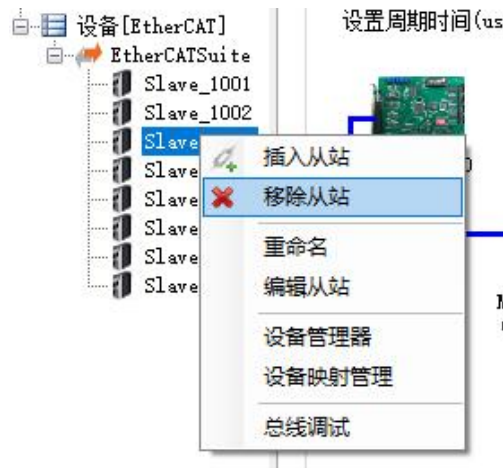 设备[EtherCAT]
EtherCATSuite
Slave_1001
Slave_1002
Slave
Slave
Slave
Slave
Slave
Slave
插入从站
移除从站
重命名
编辑从站
设备管理器
设备映射管理
总线调试
设置周期时间(us